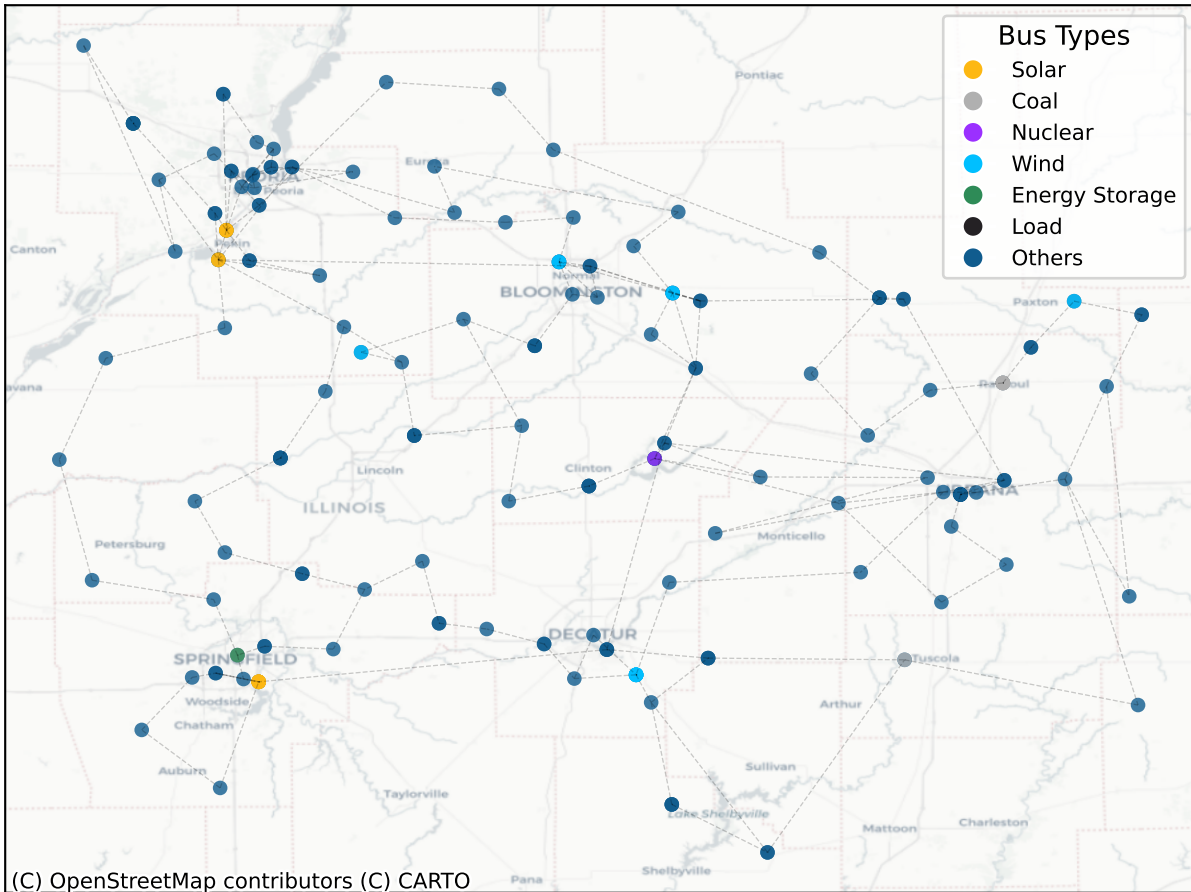 Bus Types
Solar
Coal
Nuclear
Wind
Energy Storage
Load
Others
Pontiac
Eureka
Peoria
Canton
Pekin
Normal
BLOOMINGTON
Paxton
Clinton
Lincoln
ILLINOIS
Petersburg
Monticello
DECATUR
SPRINGFIELD
Tuscola
Woodside
Chatham
Arthur
Auburn
Sullivan
Taylorville
Lake Shelbyville
Mattoon
Charleston
Shelbyville
Pana
(C) OpenStreetMap contributors (C) CARTO